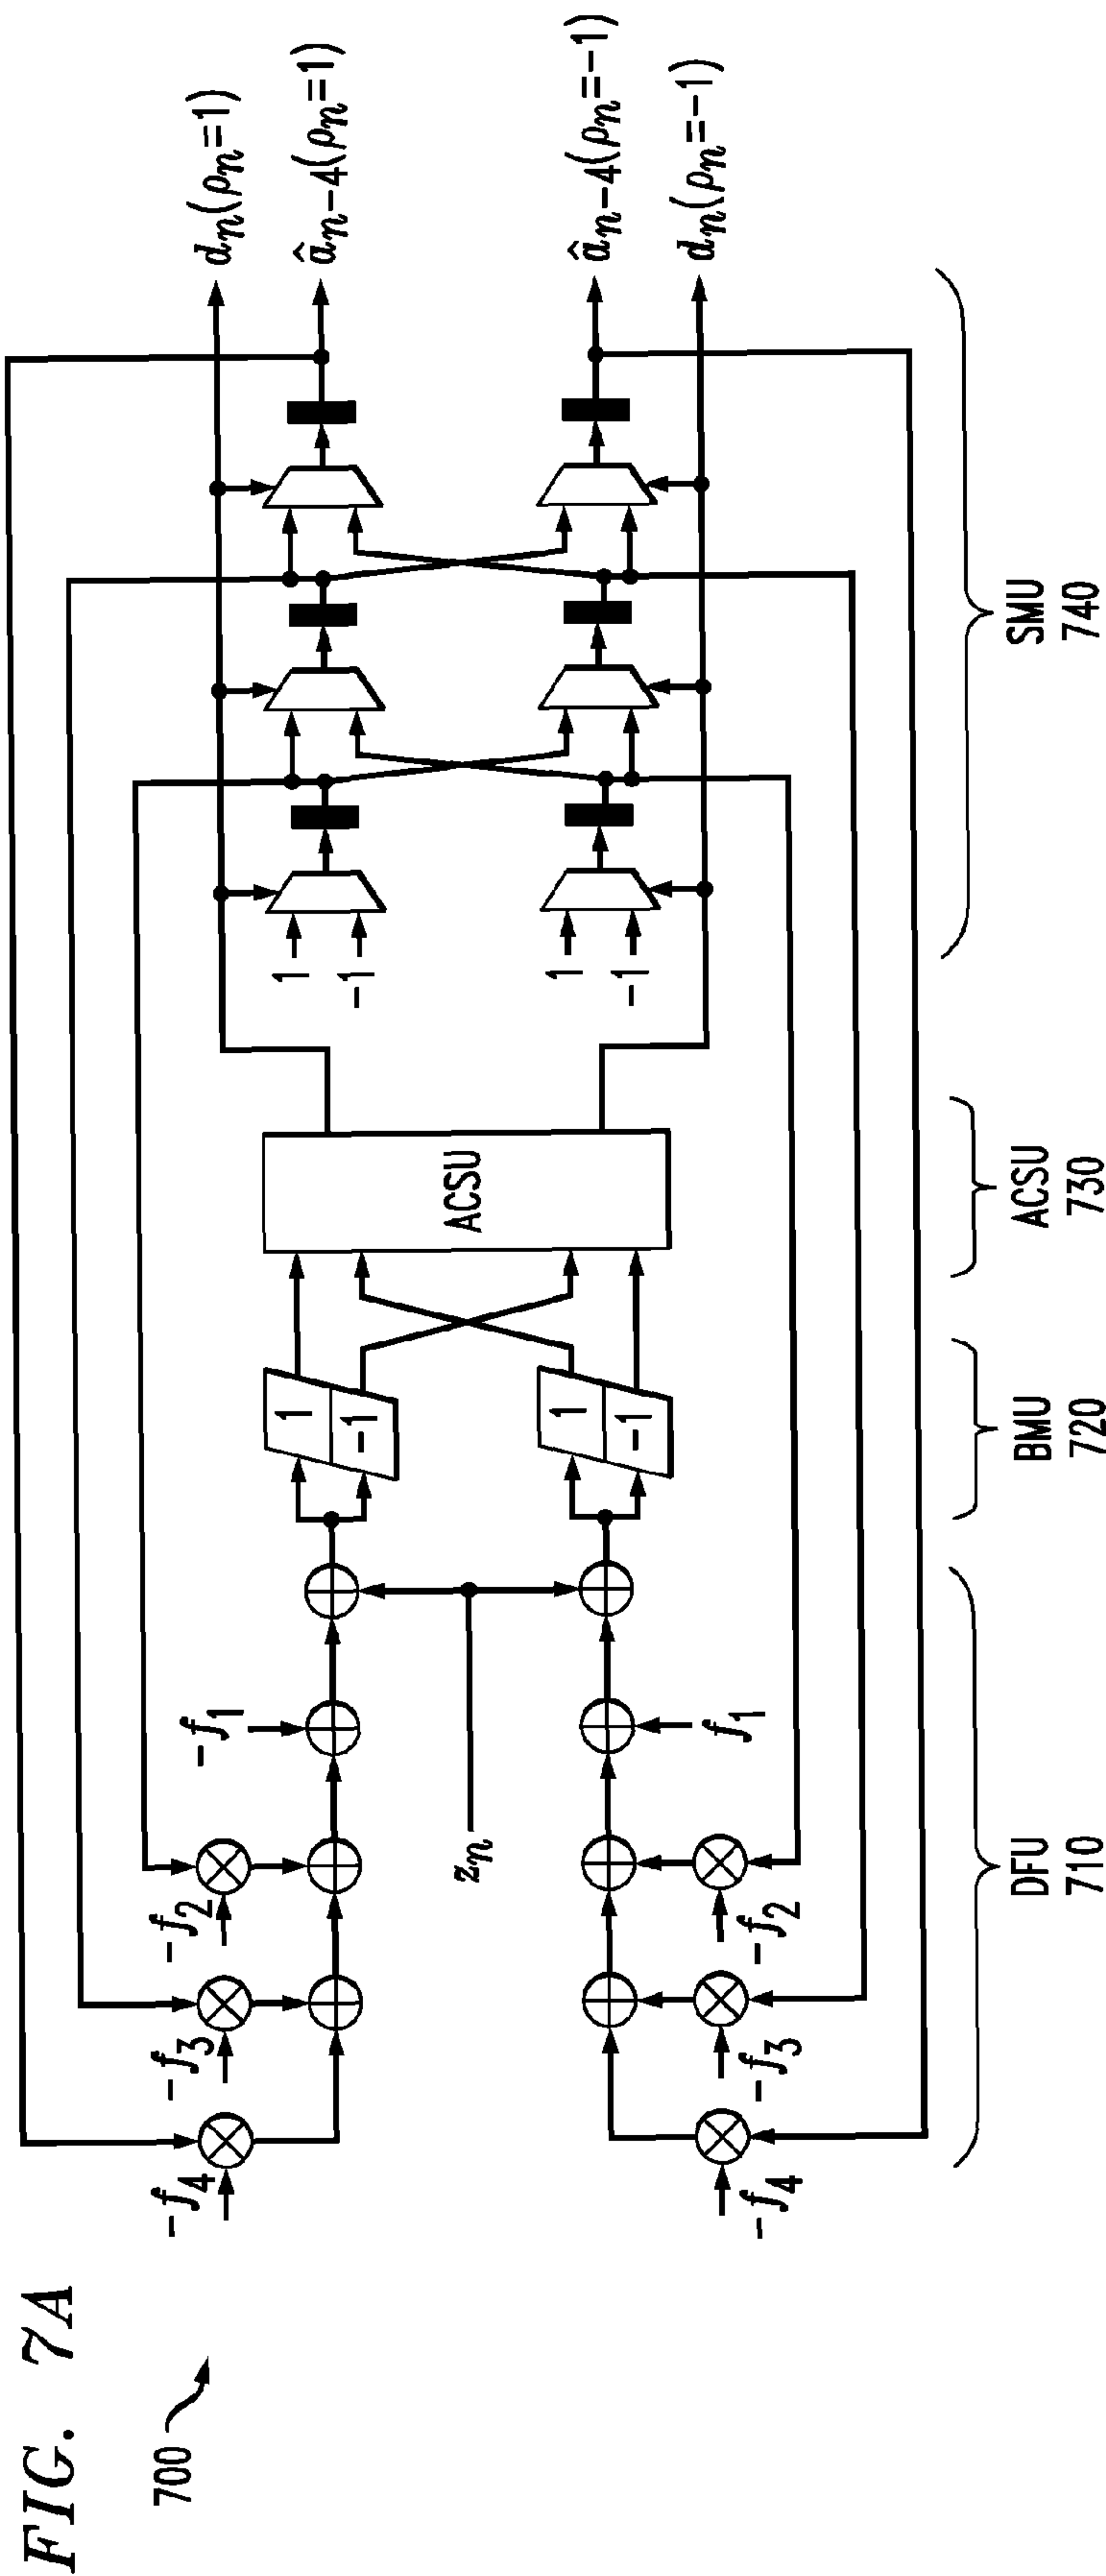 FIG. 7A
700
-f4
-f3
-f2
-f1
zn
f1
-f2
-f3
-f4
1
-1
1
-1
ACSU
1
-1
1
-1
dn(ρn=1)
ân-4(ρn=1)
ân-4(ρn=-1)
dn(ρn=-1)
DFU
710
BMU
720
ACSU
730
SMU
740